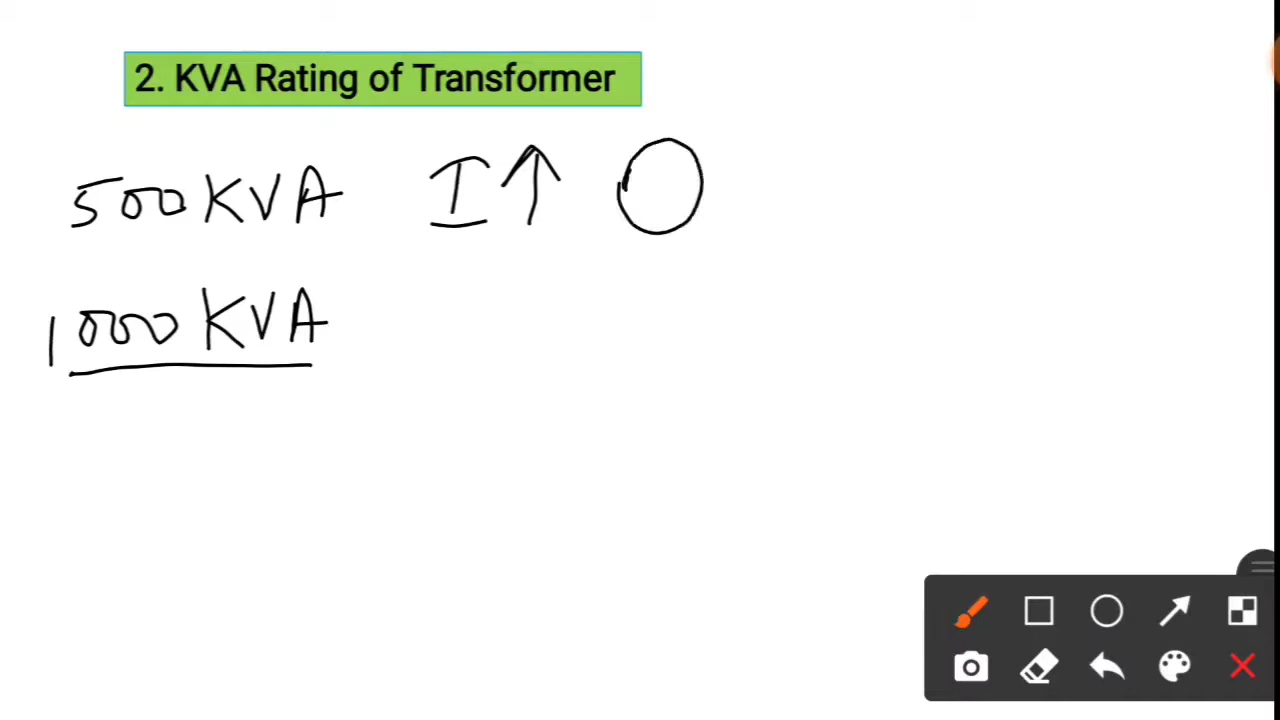 2. KVA Rating of Transformer
500 KVA I ↑
1000 KVA